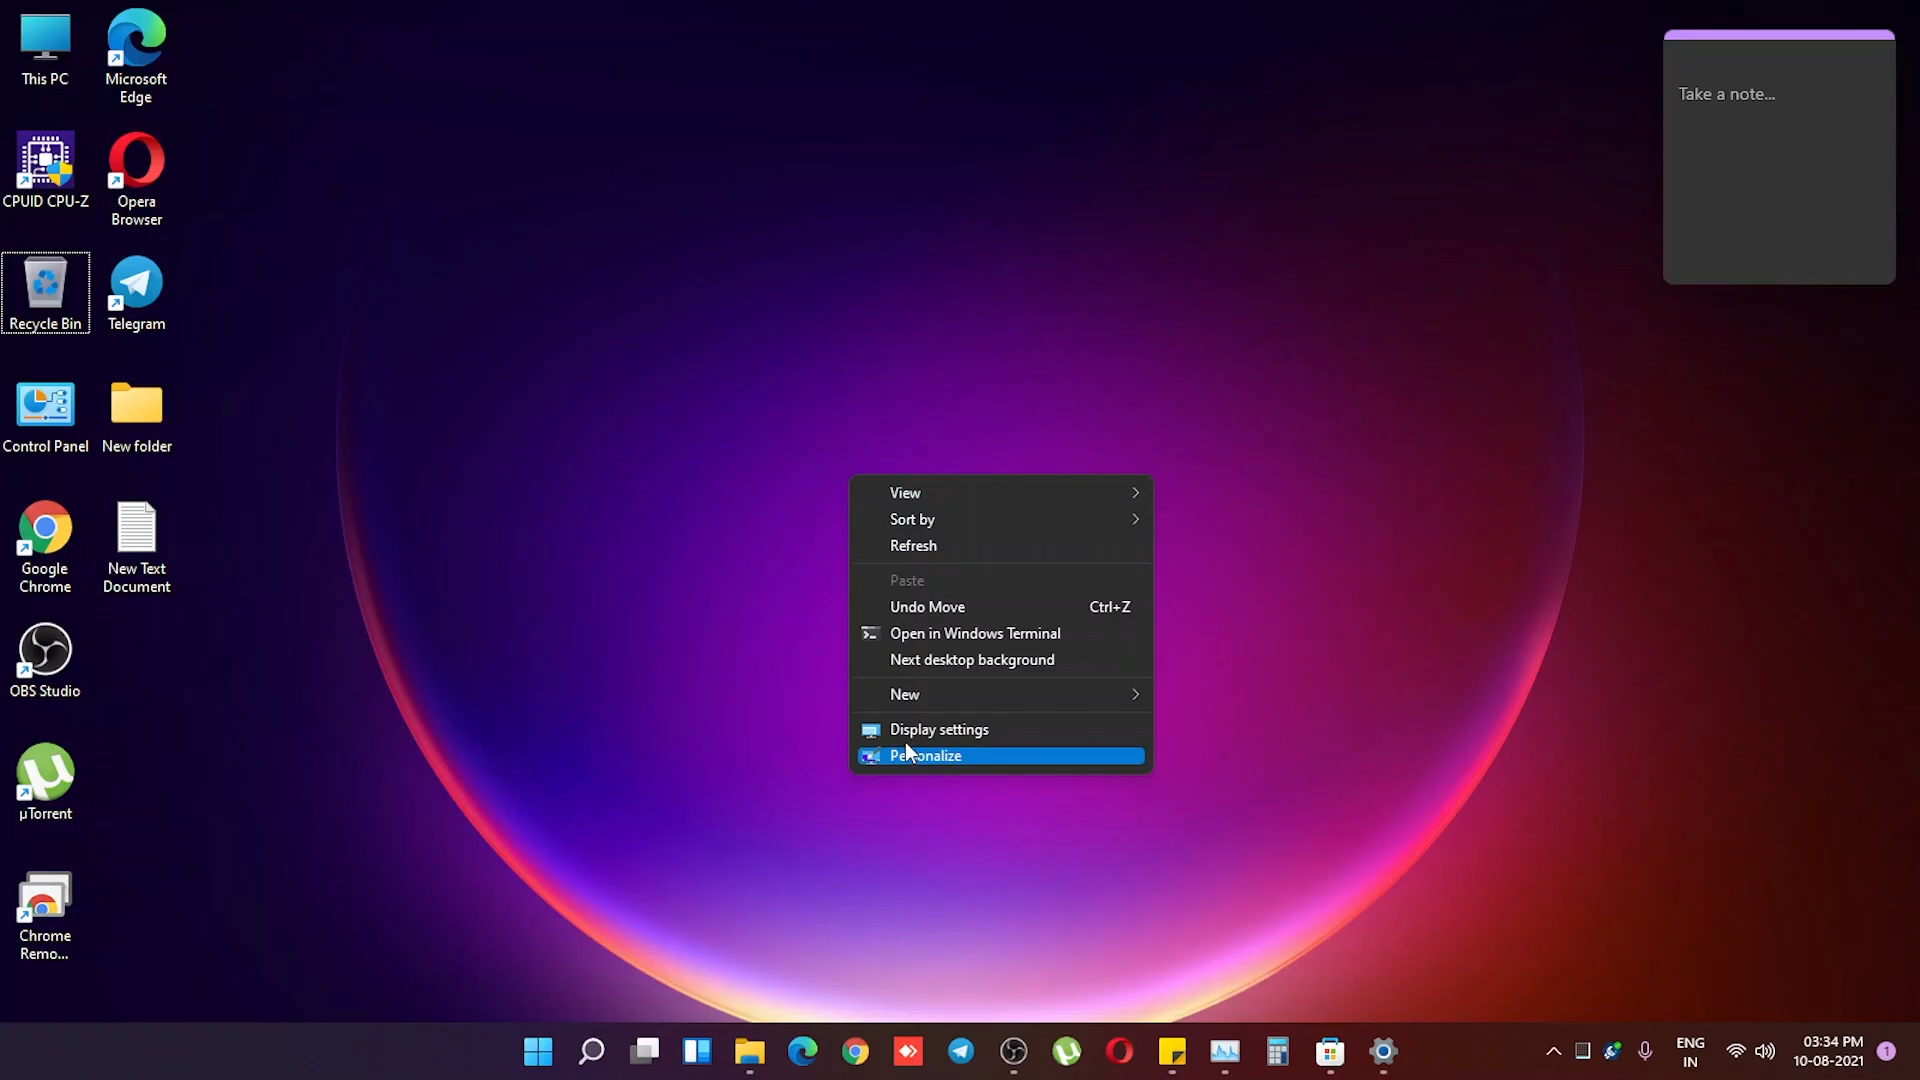 This PC
Microsoft
Edge
CPUID CPU-Z
Opera
Browser
Recycle Bin
Telegram
Control Panel
New folder
Google
Chrome
New Text
Document
OBS Studio
µTorrent
Chrome
Remo...
Take a note...
View
Sort by
Refresh
Paste
Undo Move Ctrl+Z
Open in Windows Terminal
Next desktop background
New
Display settings
Personalize
ENG
IN
03:34 PM
10-08-2021
1